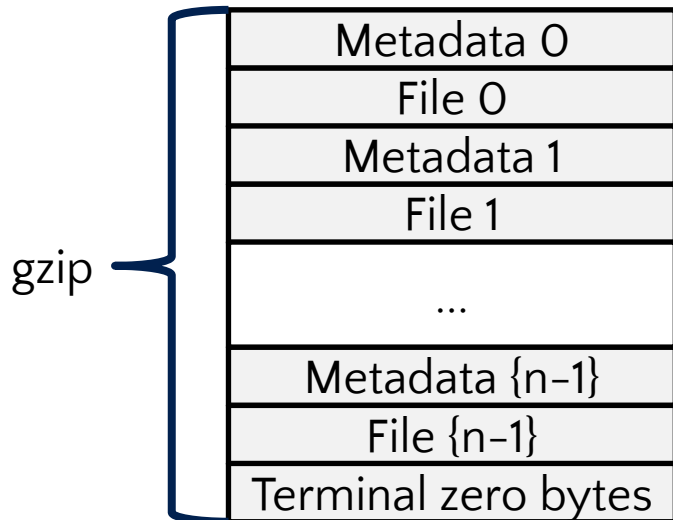 Metadata 0
File 0
Metadata 1
File 1
gzip
...
Metadata {n-1}
File {n-1}
Terminal zero bytes